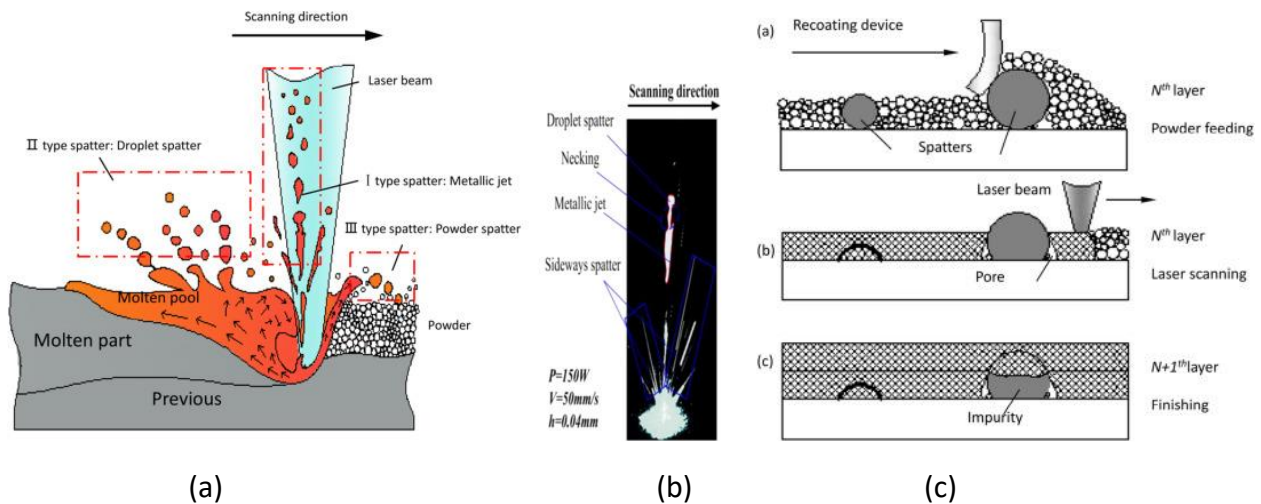 Scanning direction
Laser beam
II type spatter: Droplet spatter
I type spatter: Metallic jet
III type spatter: Powder spatter
Molten pool
Powder
Molten part
Previous
(a)
Scanning direction
Droplet spatter
Necking
Metallic jet
Sideways spatter
P=150W
V=50mm/s
h=0.04mm
(b)
(a)
Recoating device
Nth layer
Powder feeding
Spatters
Laser beam
(b)
Nth layer
Laser scanning
Pore
(c)
N+1th layer
Finishing
Impurity
(c)